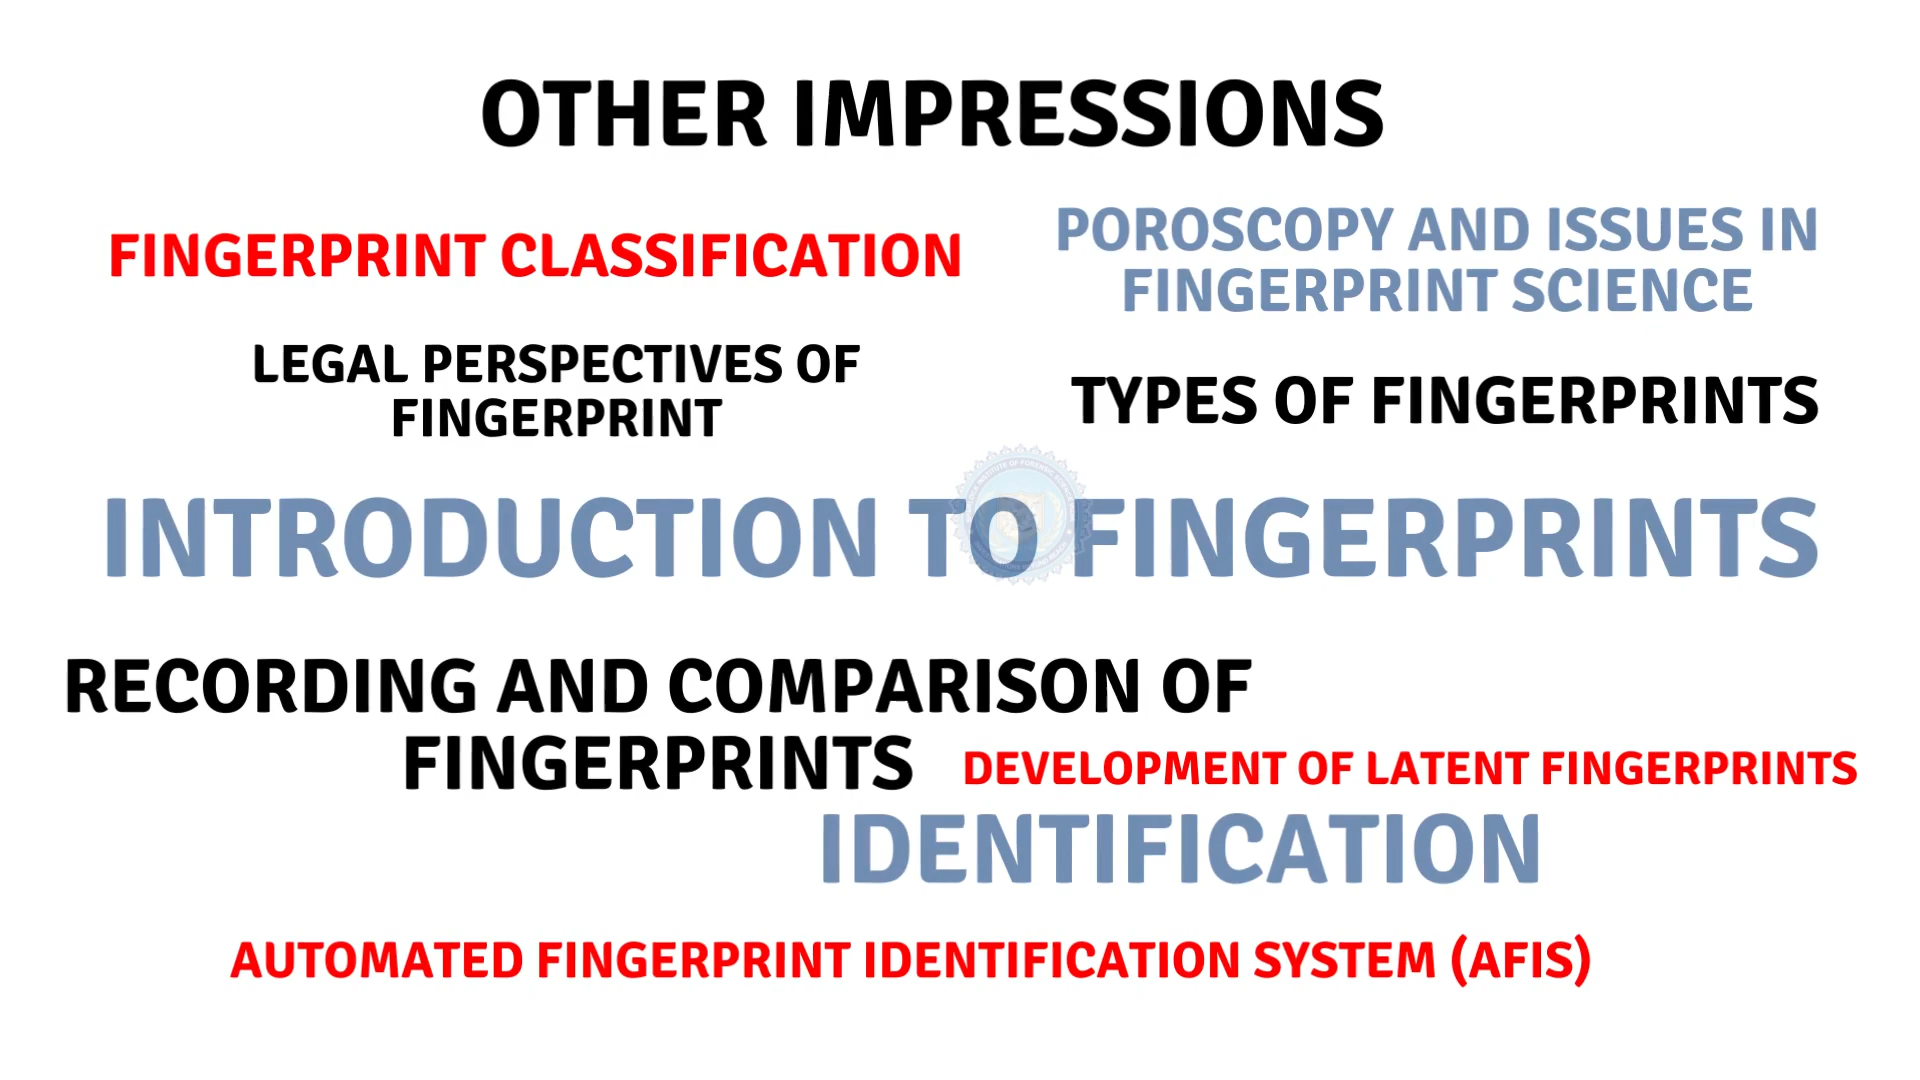 OTHER IMPRESSIONS
FINGERPRINT CLASSIFICATION
POROSCOPY AND ISSUES IN
FINGERPRINT SCIENCE
LEGAL PERSPECTIVES OF
FINGERPRINT
TYPES OF FINGERPRINTS
INTRODUCTION TO FINGERPRINTS
RECORDING AND COMPARISON OF
FINGERPRINTS
DEVELOPMENT OF LATENT FINGERPRINTS
IDENTIFICATION
AUTOMATED FINGERPRINT IDENTIFICATION SYSTEM (AFIS)